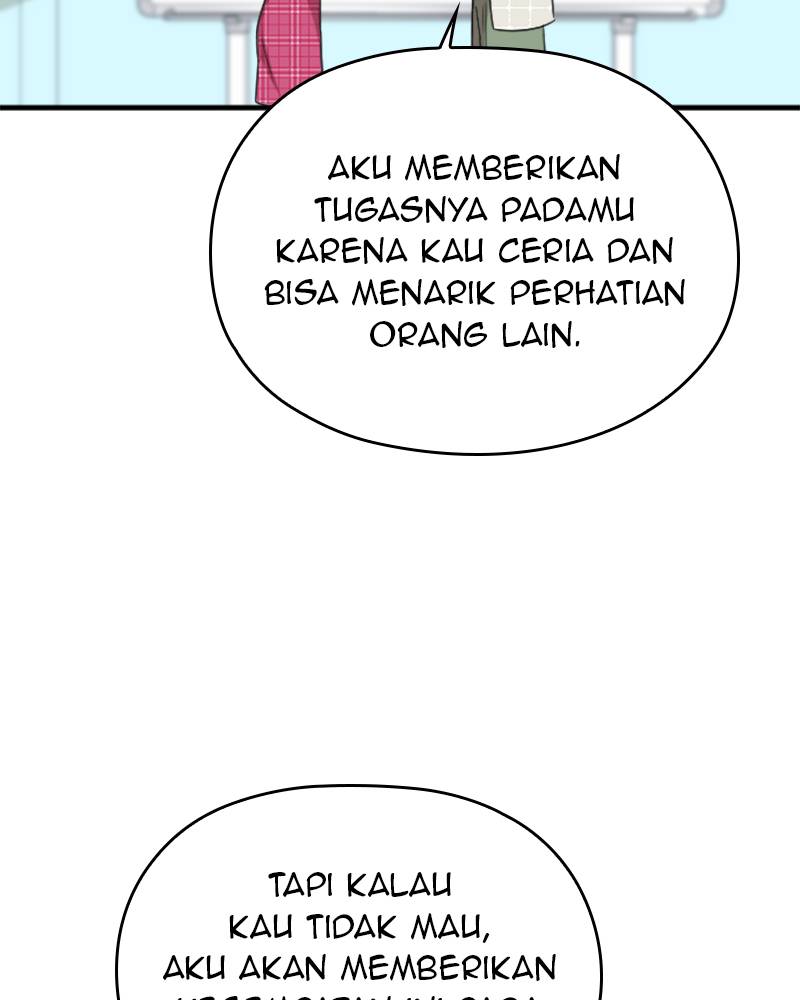 AKU MEMBERIKAN
TUGASNYA PADAMU
KARENA KAU CERIA DAN
BISA MENARIK PERHATIAN
ORANG LAIN.
TAPI KALAU
KAU TIDAK MAU,
AKU AKAN MEMBERIKAN